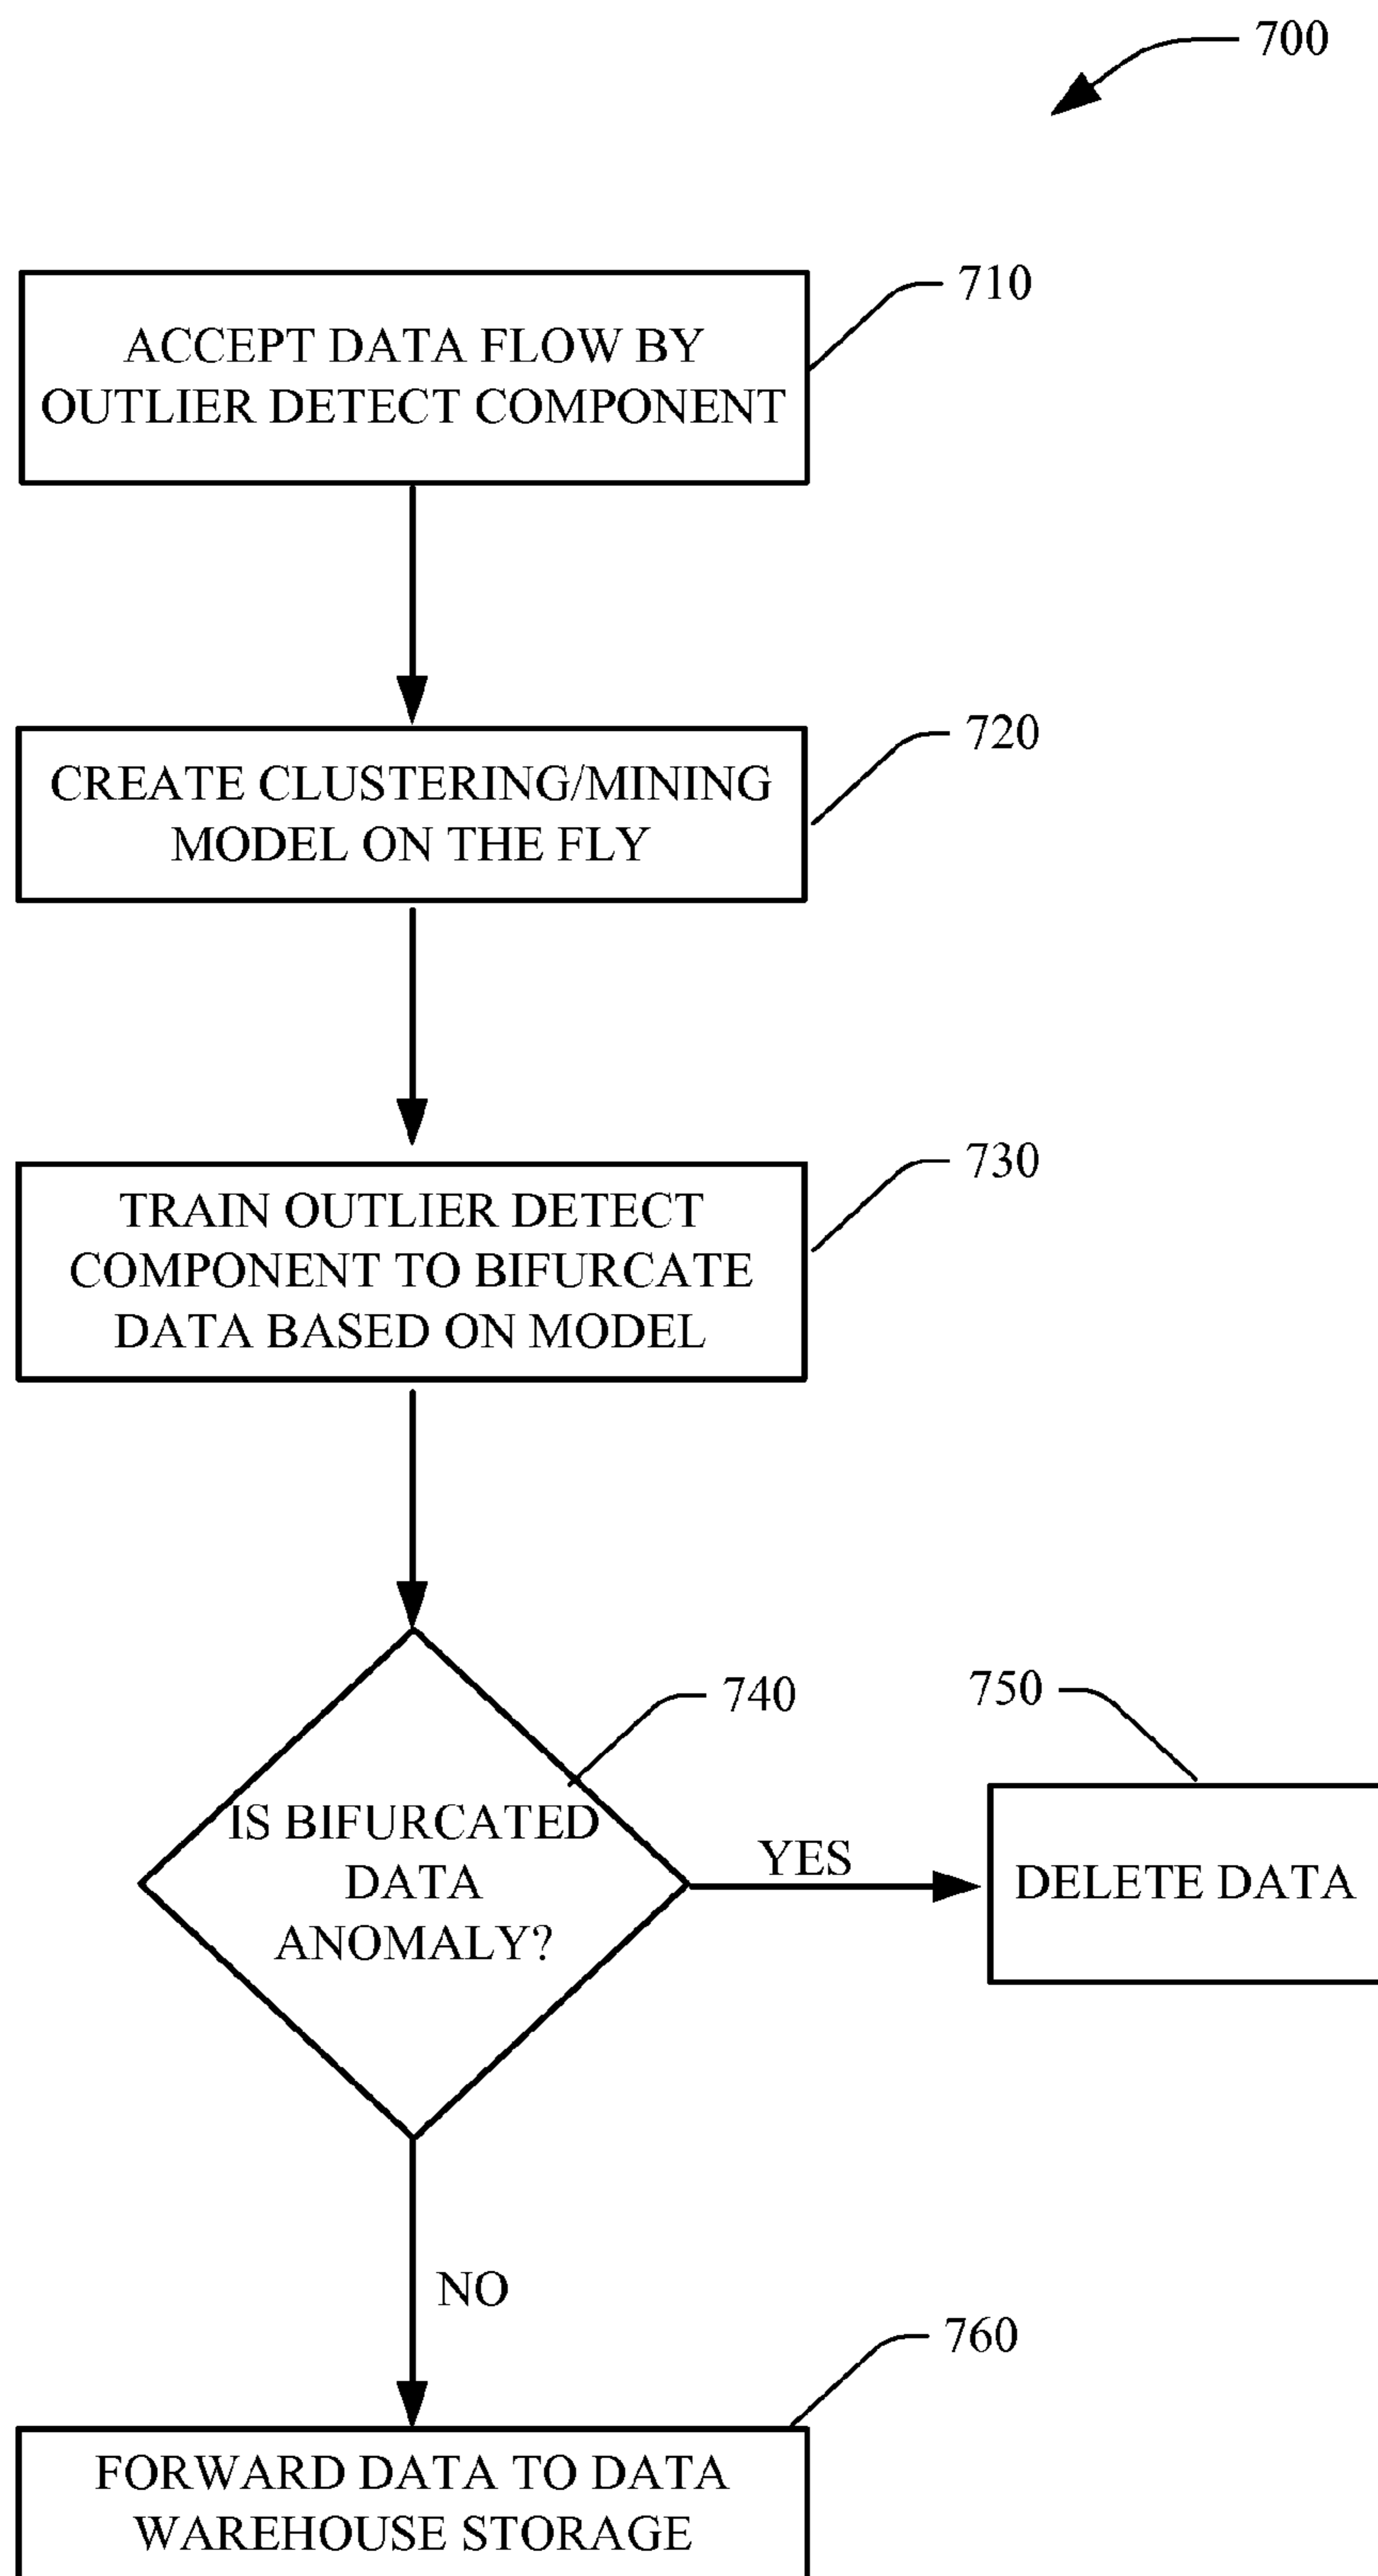 700
710
ACCEPT DATA FLOW BY
OUTLIER DETECT COMPONENT
720
CREATE CLUSTERING/MINING
MODEL ON THE FLY
730
TRAIN OUTLIER DETECT
COMPONENT TO BIFURCATE
DATA BASED ON MODEL
740
750
IS BIFURCATED
DATA
ANOMALY?
YES
DELETE DATA
NO
760
FORWARD DATA TO DATA
WAREHOUSE STORAGE